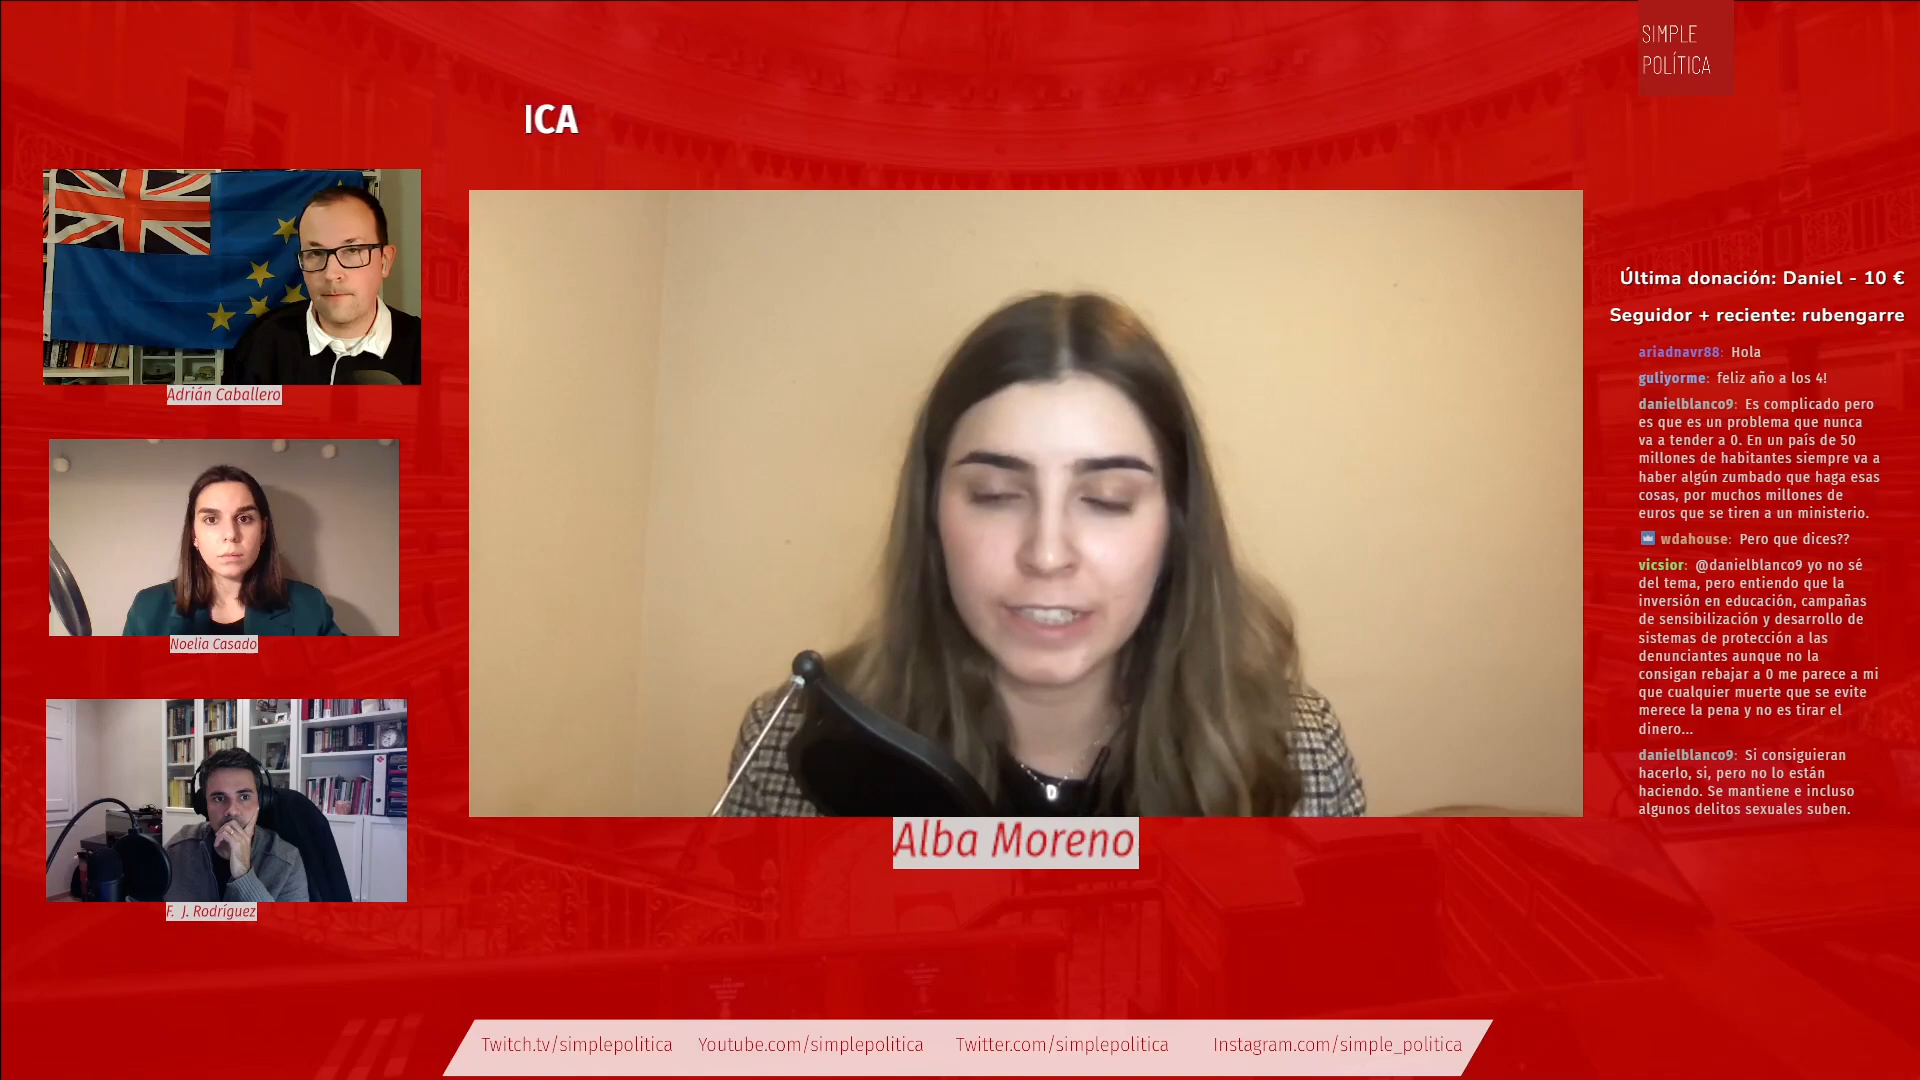 SIMPLE
POLÍTICA
ICA
Adrián Caballero
Noelia Casado
F. J. Rodríguez
Alba Moreno
D
Última donación: Daniel - 10 €
Seguidor + reciente: rubengarre
ariadnavr88: Hola
guliyorme: feliz año a los 4!
danielblanco9: Es complicado pero
es que es un problema que nunca
va a tender a 0. En un país de 50
millones de habitantes siempre va a
haber algún zumbado que haga esas
cosas, por muchos millones de
euros que se tiren a un ministerio.
wdahouse: Pero que dices??
vicsior: @danielblanco9 yo no sé
del tema, pero entiendo que la
inversión en educación, campañas
de sensibilización y desarrollo de
sistemas de protección a las
denunciantes aunque no la
consigan rebajar a 0 me parece a mi
que cualquier muerte que se evite
merece la pena y no es tirar el
dinero...
danielblanco9: Si consiguieran
hacerlo, si, pero no lo están
haciendo. Se mantiene e incluso
algunos delitos sexuales suben.
Twitch.tv/simplepolitica Youtube.com/simplepolitica Twitter.com/simplepolitica Instagram.com/simple_politica